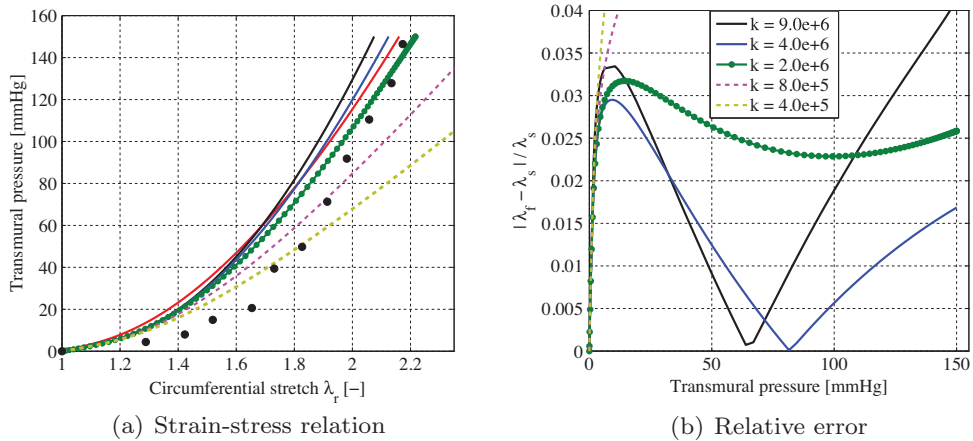 160
140
120
100
80
60
40
20
0
Transmural pressure [mmHg]
1
1.2
1.4
1.6
1.8
2
2.2
Circumferential stretch λr [−]
(a) Strain-stress relation
0.04
0.035
0.03
0.025
0.02
0.015
0.01
0.005
0
| λf − λs | / λs
k = 9.0e+6
k = 4.0e+6
k = 2.0e+6
k = 8.0e+5
k = 4.0e+5
0
50
100
150
Transmural pressure [mmHg]
(b) Relative error